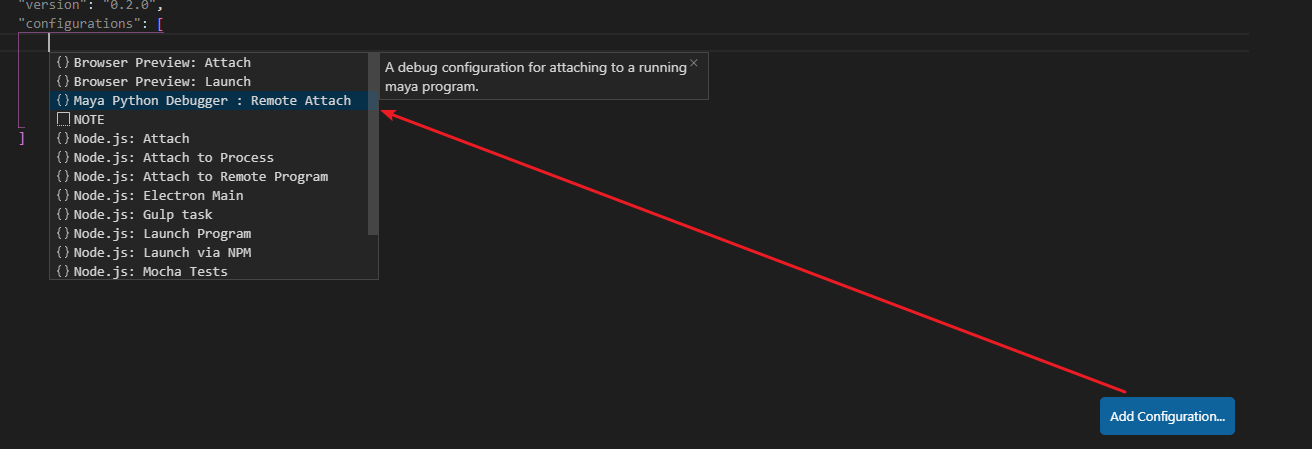 "version": "0.2.0",
"configurations": [
{} Browser Preview: Attach
{} Browser Preview: Launch
{} Maya Python Debugger : Remote Attach
NOTE
{} Node.js: Attach
{} Node.js: Attach to Process
{} Node.js: Attach to Remote Program
{} Node.js: Electron Main
{} Node.js: Gulp task
{} Node.js: Launch Program
{} Node.js: Launch via NPM
{} Node.js: Mocha Tests
A debug configuration for attaching to a running
maya program.
]
Add Configuration...